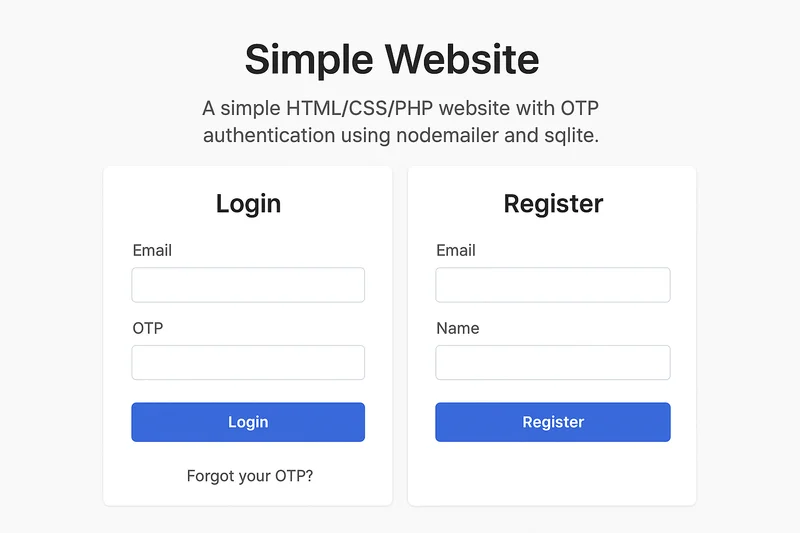 Simple Website
A simple HTML/CSS/PHP website with OTP
authentication using nodemailer and sqlite.
Login
Email
OTP
Login
Forgot your OTP?
Register
Email
Name
Register